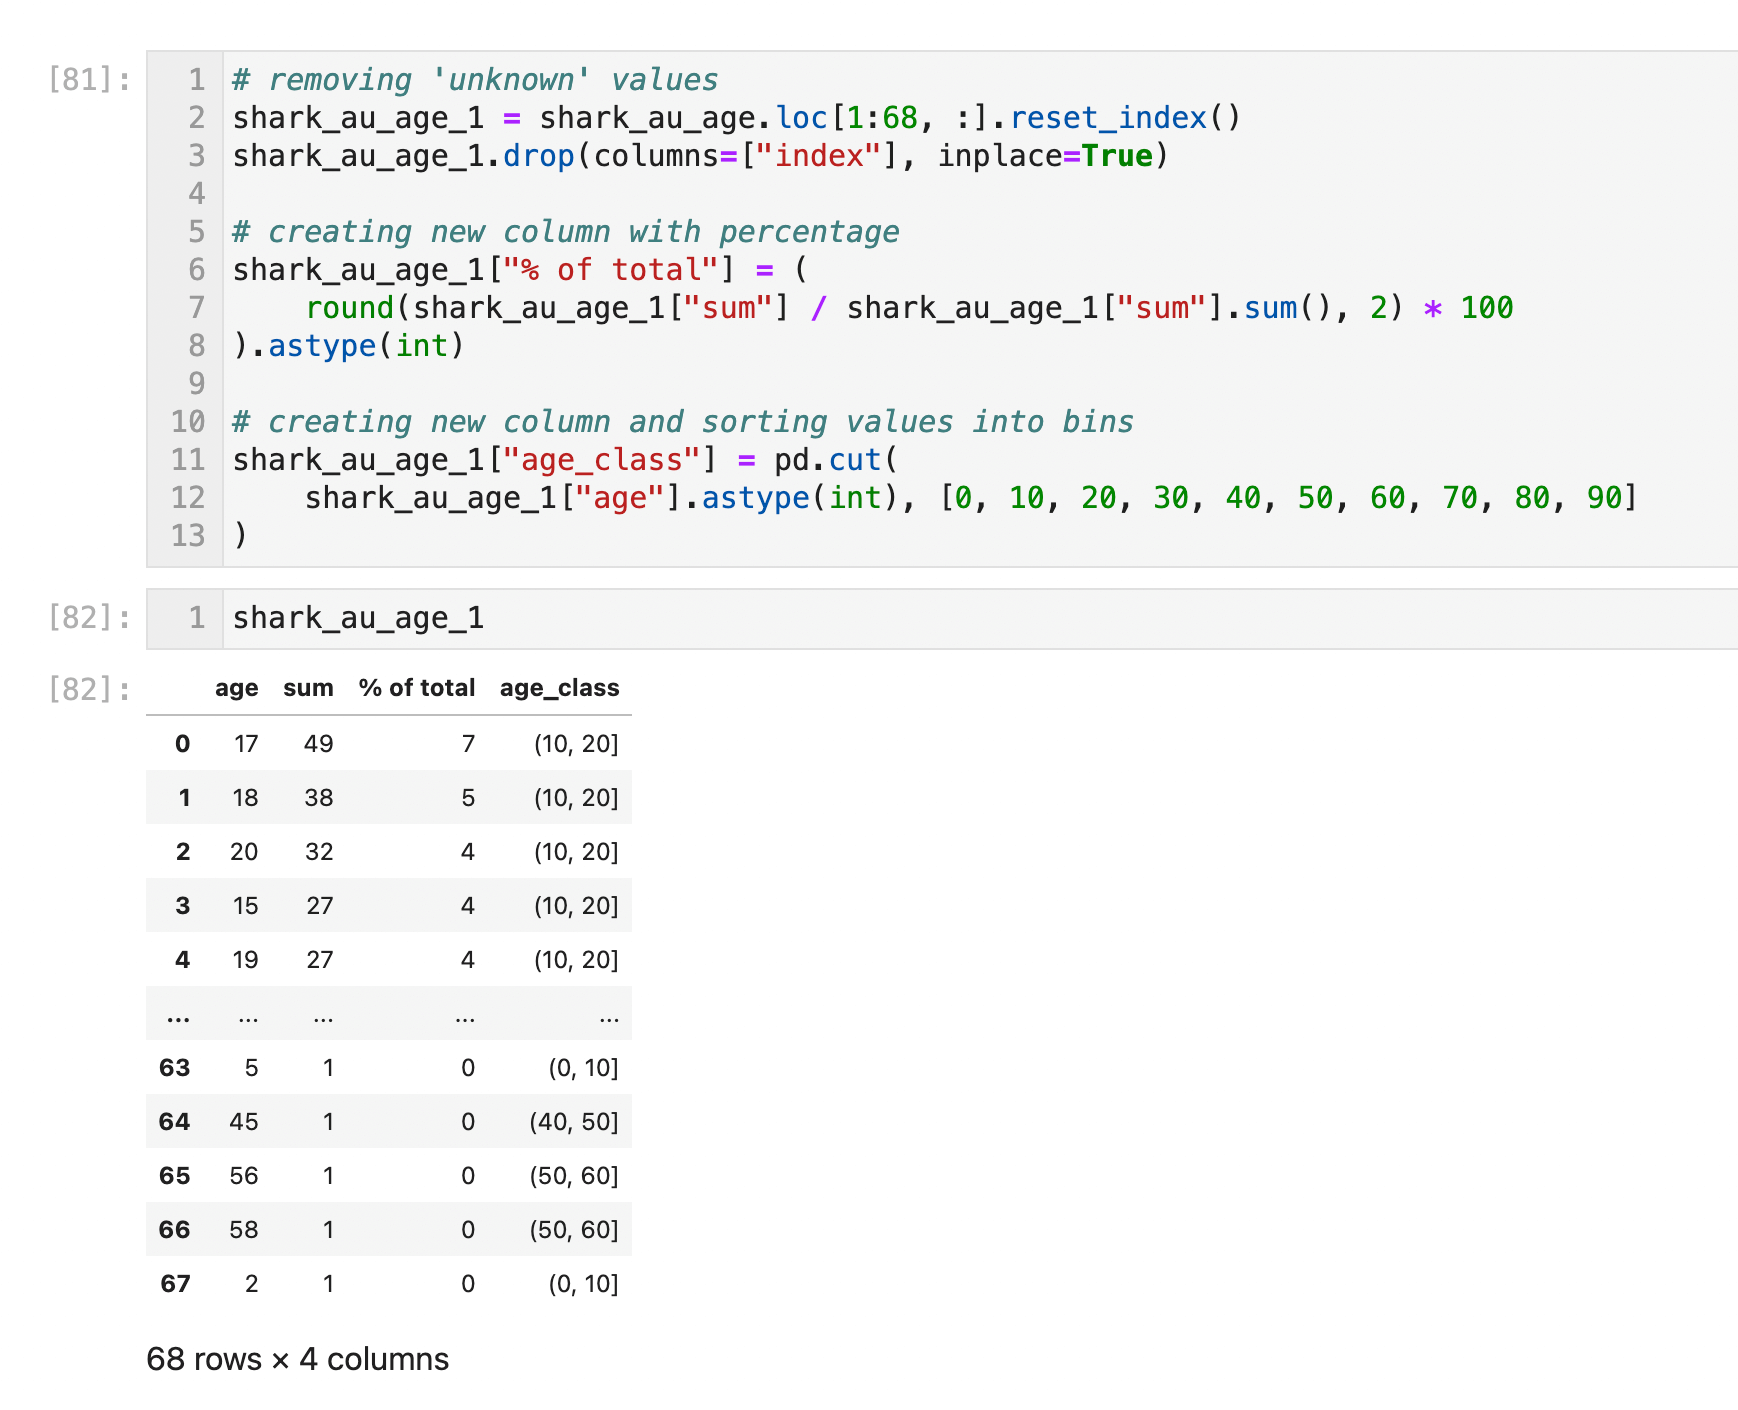 [81]:
1 # removing 'unknown' values
2 shark_au_age_1 = shark_au_age.loc[1:68, :].reset_index()
3 shark_au_age_1.drop(columns=["index"], inplace=True)
4
5 # creating new column with percentage
6 shark_au_age_1["% of total"] = (
7     round(shark_au_age_1["sum"] / shark_au_age_1["sum"].sum(), 2) * 100
8 ).astype(int)
9
10 # creating new column and sorting values into bins
11 shark_au_age_1["age_class"] = pd.cut(
12     shark_au_age_1["age"].astype(int), [0, 10, 20, 30, 40, 50, 60, 70, 80, 90]
13 )
[82]:
1 shark_au_age_1
[82]:
age sum % of total age_class
0 17 49 7 (10, 20]
1 18 38 5 (10, 20]
2 20 32 4 (10, 20]
3 15 27 4 (10, 20]
4 19 27 4 (10, 20]
... ... ... ... ...
63 5 1 0 (0, 10]
64 45 1 0 (40, 50]
65 56 1 0 (50, 60]
66 58 1 0 (50, 60]
67 2 1 0 (0, 10]
68 rows × 4 columns